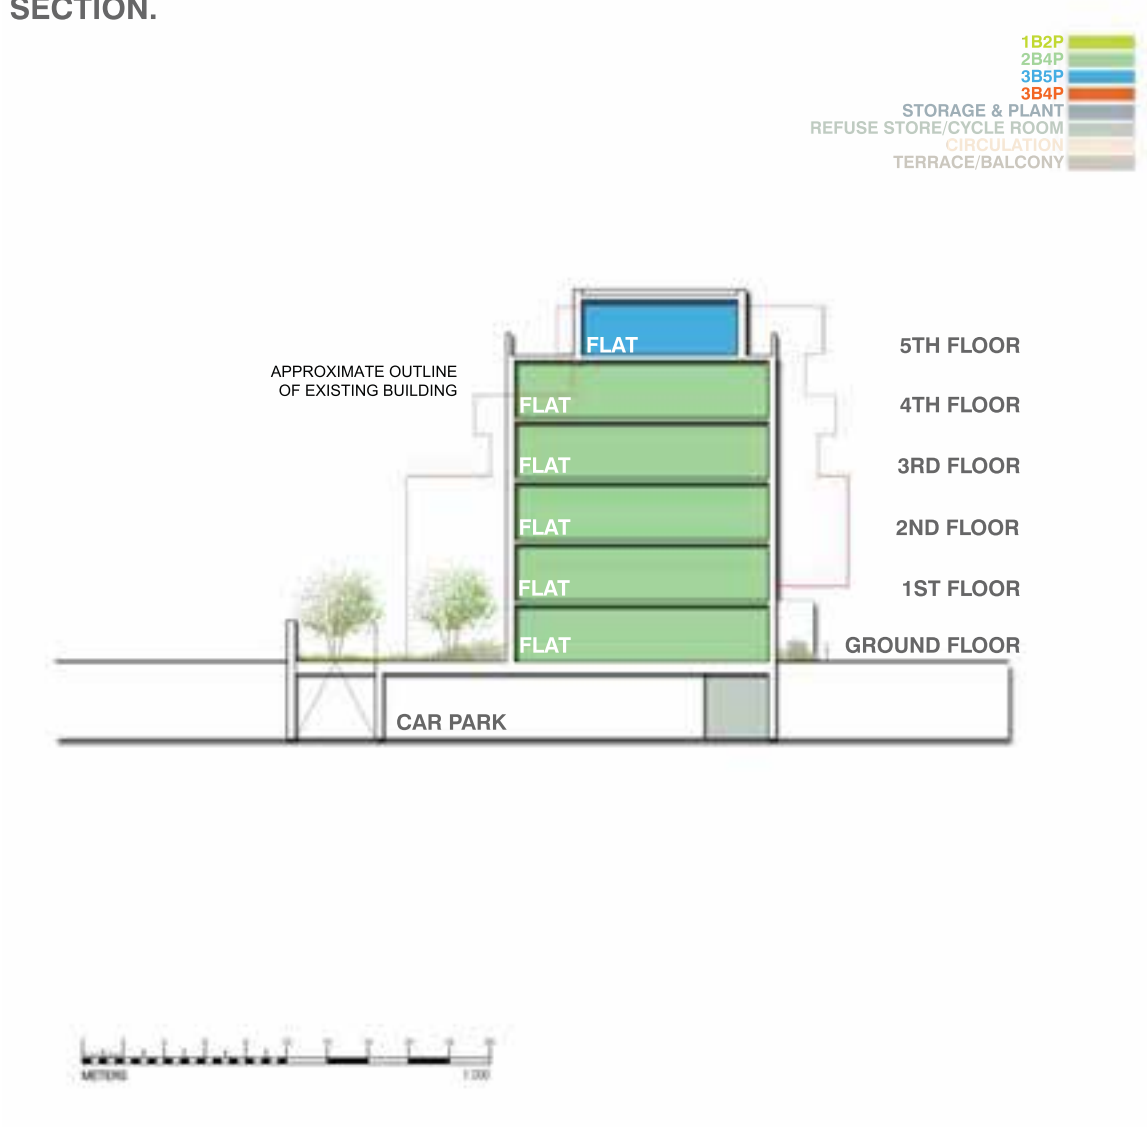 SECTION.
1B2P
2B4P
3B5P
3B4P
STORAGE & PLANT
REFUSE STORE/CYCLE ROOM
CIRCULATION
TERRACE/BALCONY
FLAT
5TH FLOOR
APPROXIMATE OUTLINE
OF EXISTING BUILDING
FLAT
4TH FLOOR
FLAT
3RD FLOOR
FLAT
2ND FLOOR
FLAT
1ST FLOOR
FLAT
GROUND FLOOR
CAR PARK
METERS